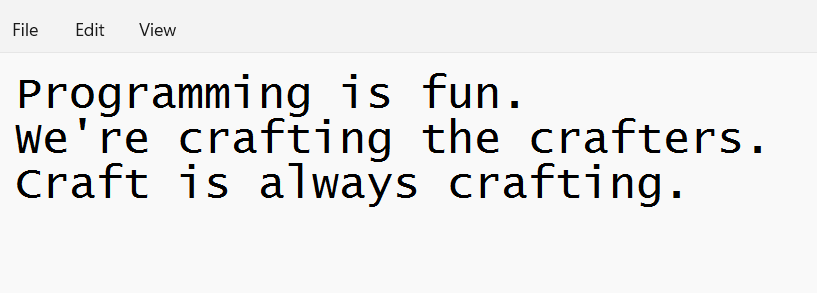 File Edit View
Programming is fun.
We're crafting the crafters.
Craft is always crafting.